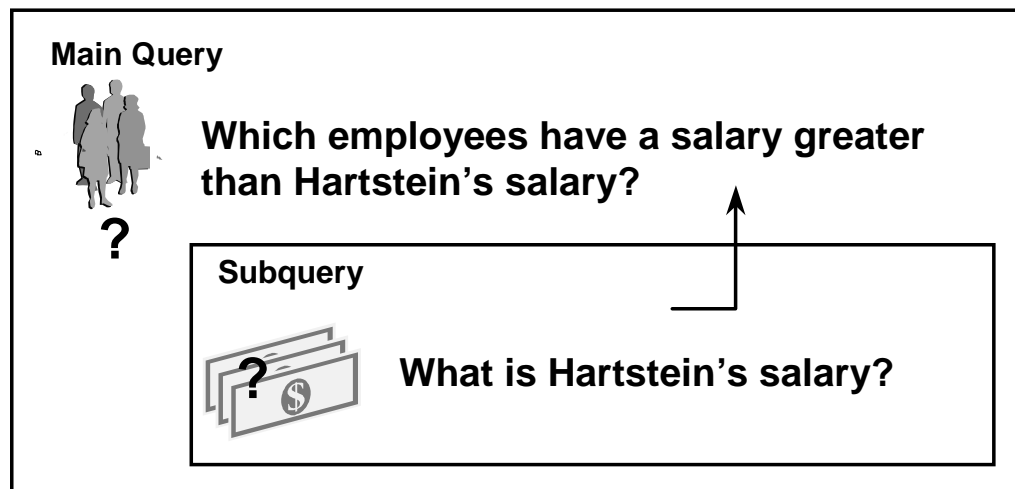 Main Query
Which employees have a salary greater
than Hartstein’s salary?
?
Subquery
?
$
What is Hartstein’s salary?